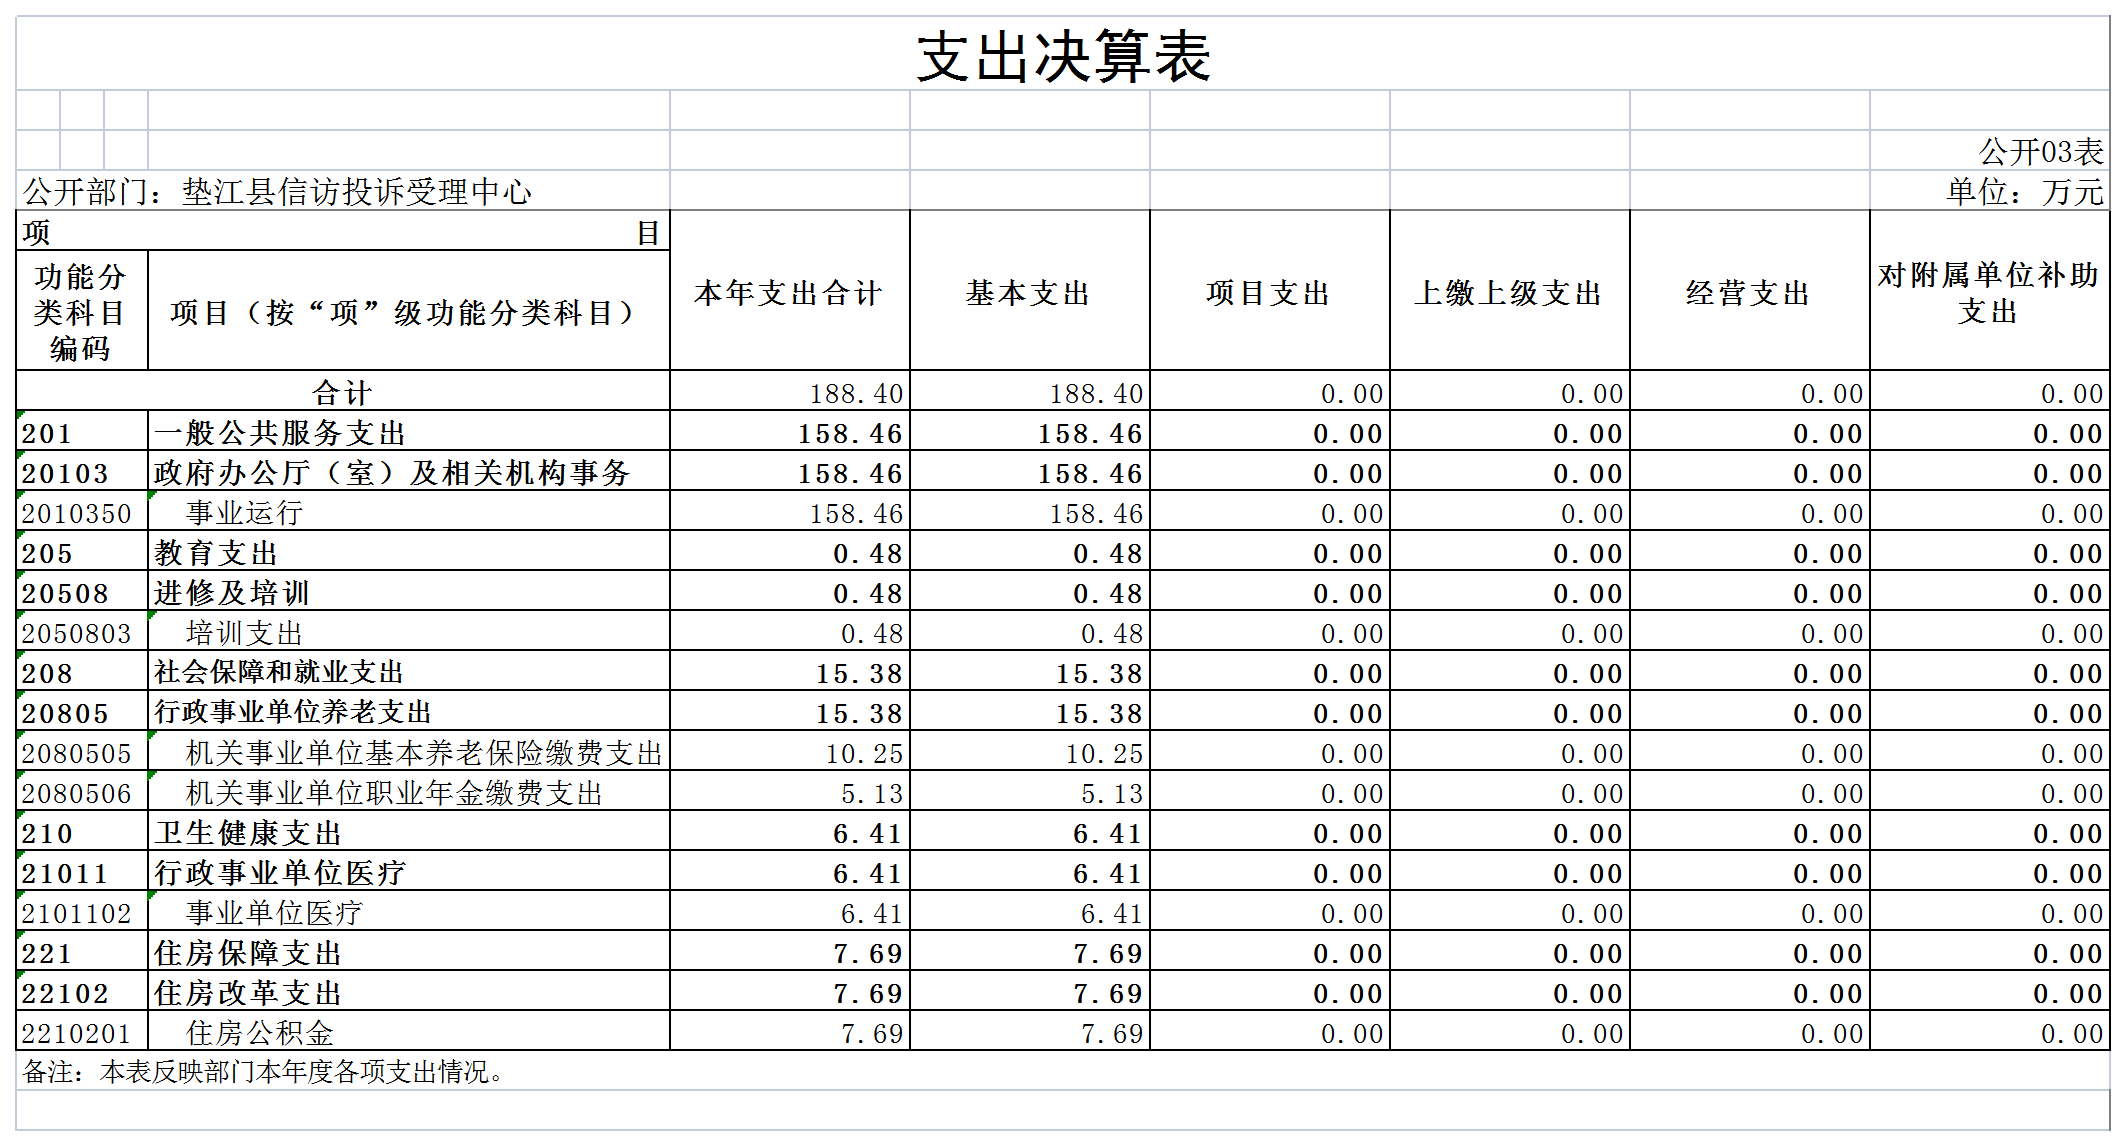 支出决算表
公开03表
公开部门：垫江县信访投诉受理中心 单位：万元
项 目 本年支出合计 基本支出 项目支出 上缴上级支出 经营支出 对附属单位补助支出
功能分类科目编码 项目（按“项”级功能分类科目）
合计 188.40 188.40 0.00 0.00 0.00 0.00
201 一般公共服务支出 158.46 158.46 0.00 0.00 0.00 0.00
20103 政府办公厅（室）及相关机构事务 158.46 158.46 0.00 0.00 0.00 0.00
2010350 事业运行 158.46 158.46 0.00 0.00 0.00 0.00
205 教育支出 0.48 0.48 0.00 0.00 0.00 0.00
20508 进修及培训 0.48 0.48 0.00 0.00 0.00 0.00
2050803 培训支出 0.48 0.48 0.00 0.00 0.00 0.00
208 社会保障和就业支出 15.38 15.38 0.00 0.00 0.00 0.00
20805 行政事业单位养老支出 15.38 15.38 0.00 0.00 0.00 0.00
2080505 机关事业单位基本养老保险缴费支出 10.25 10.25 0.00 0.00 0.00 0.00
2080506 机关事业单位职业年金缴费支出 5.13 5.13 0.00 0.00 0.00 0.00
210 卫生健康支出 6.41 6.41 0.00 0.00 0.00 0.00
21011 行政事业单位医疗 6.41 6.41 0.00 0.00 0.00 0.00
2101102 事业单位医疗 6.41 6.41 0.00 0.00 0.00 0.00
221 住房保障支出 7.69 7.69 0.00 0.00 0.00 0.00
22102 住房改革支出 7.69 7.69 0.00 0.00 0.00 0.00
2210201 住房公积金 7.69 7.69 0.00 0.00 0.00 0.00
备注：本表反映部门本年度各项支出情况。